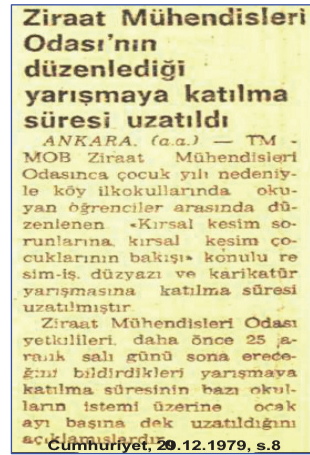 Ziraat Mühendisleri
Odası'nın
düzenlediği
yarışmaya katılma
süresi uzatıldı
ANKARA, (a.a.) — TM -
MOB Ziraat Mühendisleri
Odasınca çocuk yılı nedeniy-
le köy ilkokullarında oku-
yan öğrenciler arasında dü-
zenlenen «Kırsal kesim so-
runlarına kırsal kesim ço-
cuklarının bakışı» konulu re
sim-iş, düzyazı ve karikatür
yarışmasına katılma süresi
uzatılmıştır.
Ziraat Mühendisleri Odası
yetkilileri, daha önce 25 a-
ralık salı günü sona erece-
ğini bildirdikleri yarışmaya
katılma süresinin bazı okul-
ların istemi üzerine ocak
ayı başına dek uzatıldığını
açıklamışlardır.
Cumhuriyet, .12.1979, s.8